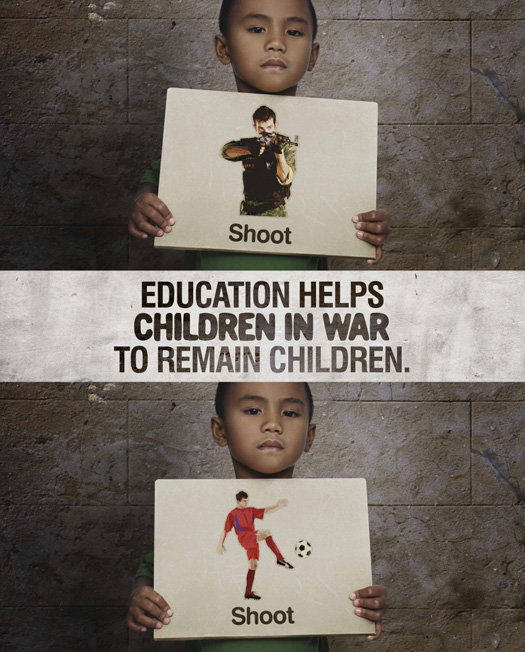 Shoot
EDUCATION HELPS
CHILDREN IN WAR
TO REMAIN CHILDREN.
Shoot